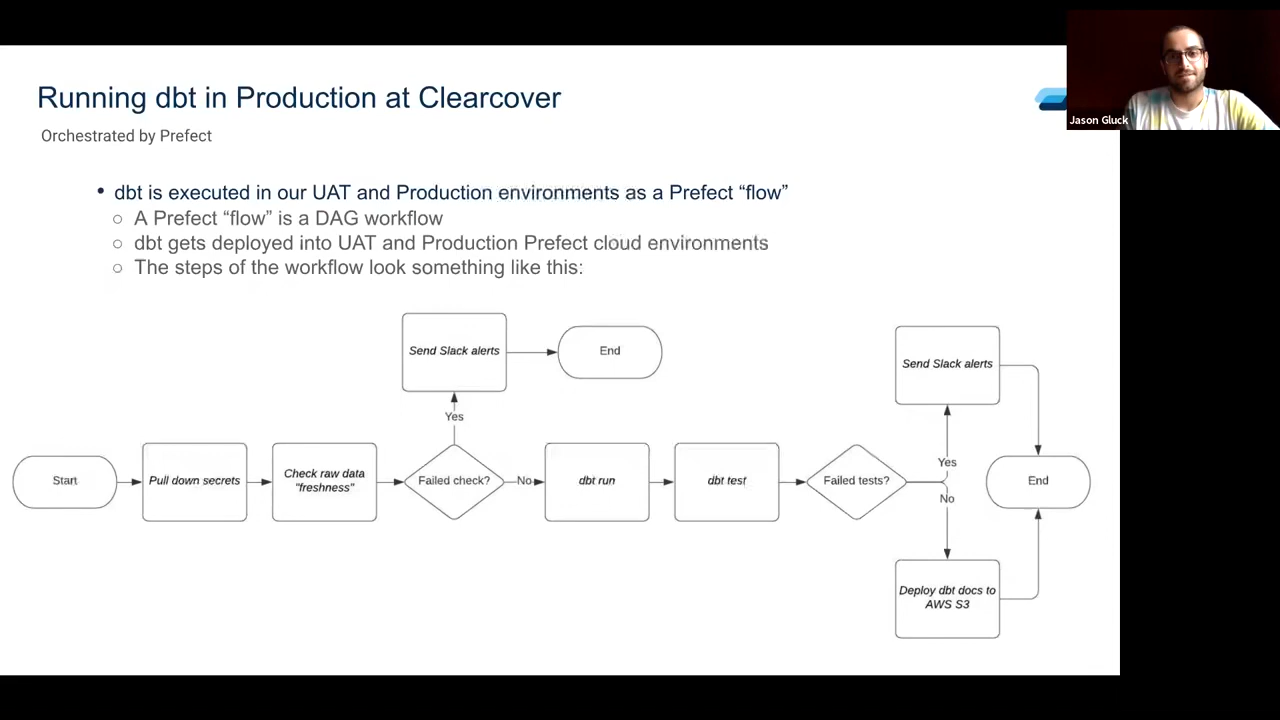 Running dbt in Production at Clearcover
Orchestrated by Prefect
Jason Gluck
• dbt is executed in our UAT and Production environments as a Prefect “flow”
○ A Prefect “flow” is a DAG workflow
○ dbt gets deployed into UAT and Production Prefect cloud environments
○ The steps of the workflow look something like this:
Send Slack alerts
End
Yes
Start
Pull down secrets
Check raw data
"freshness"
Failed check?
No
dbt run
dbt test
Failed tests?
Yes
Send Slack alerts
No
Deploy dbt docs to
AWS S3
End